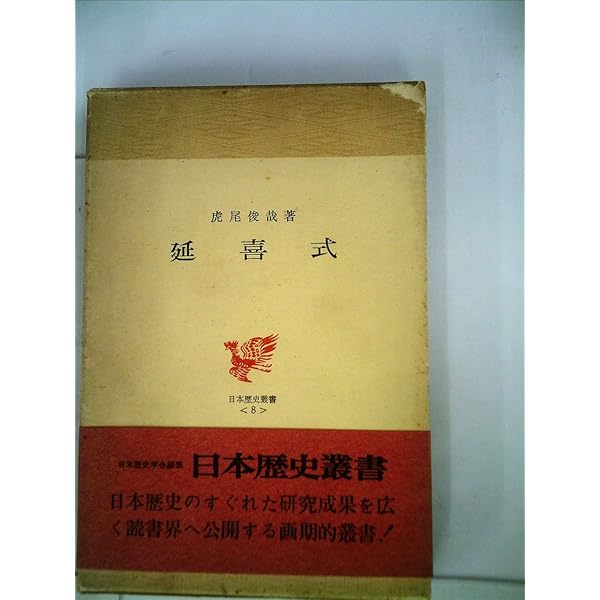 虎尾俊哉著
延喜式
日本歴史叢書
<8>
日本歴史学会編集 日本歴史叢書
日本歴史のすぐれた研究成果を広
く読書界へ公開する画期的叢書!